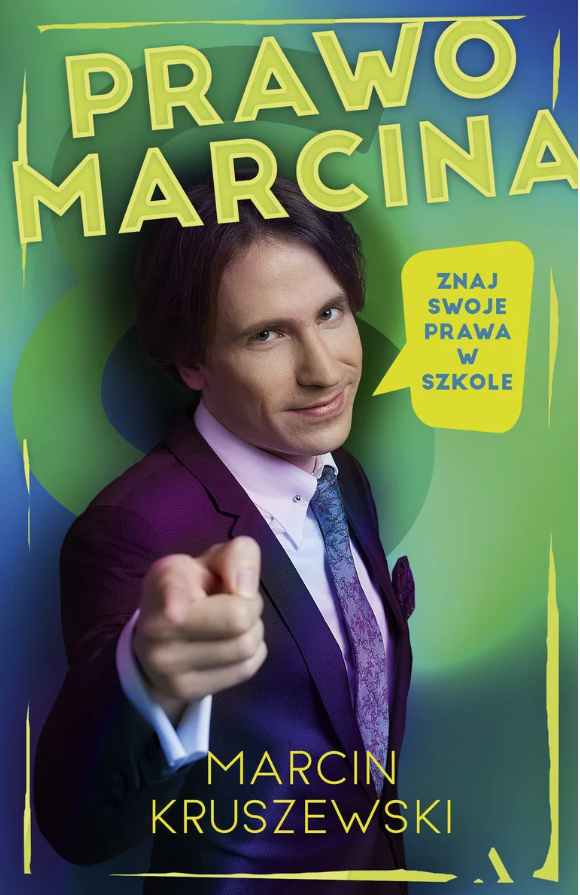 PRAWO
MARCINA
ZNAJ
SWOJE
PRAWA
W
SZKOLE
MARCIN
KRUSZEWSKI